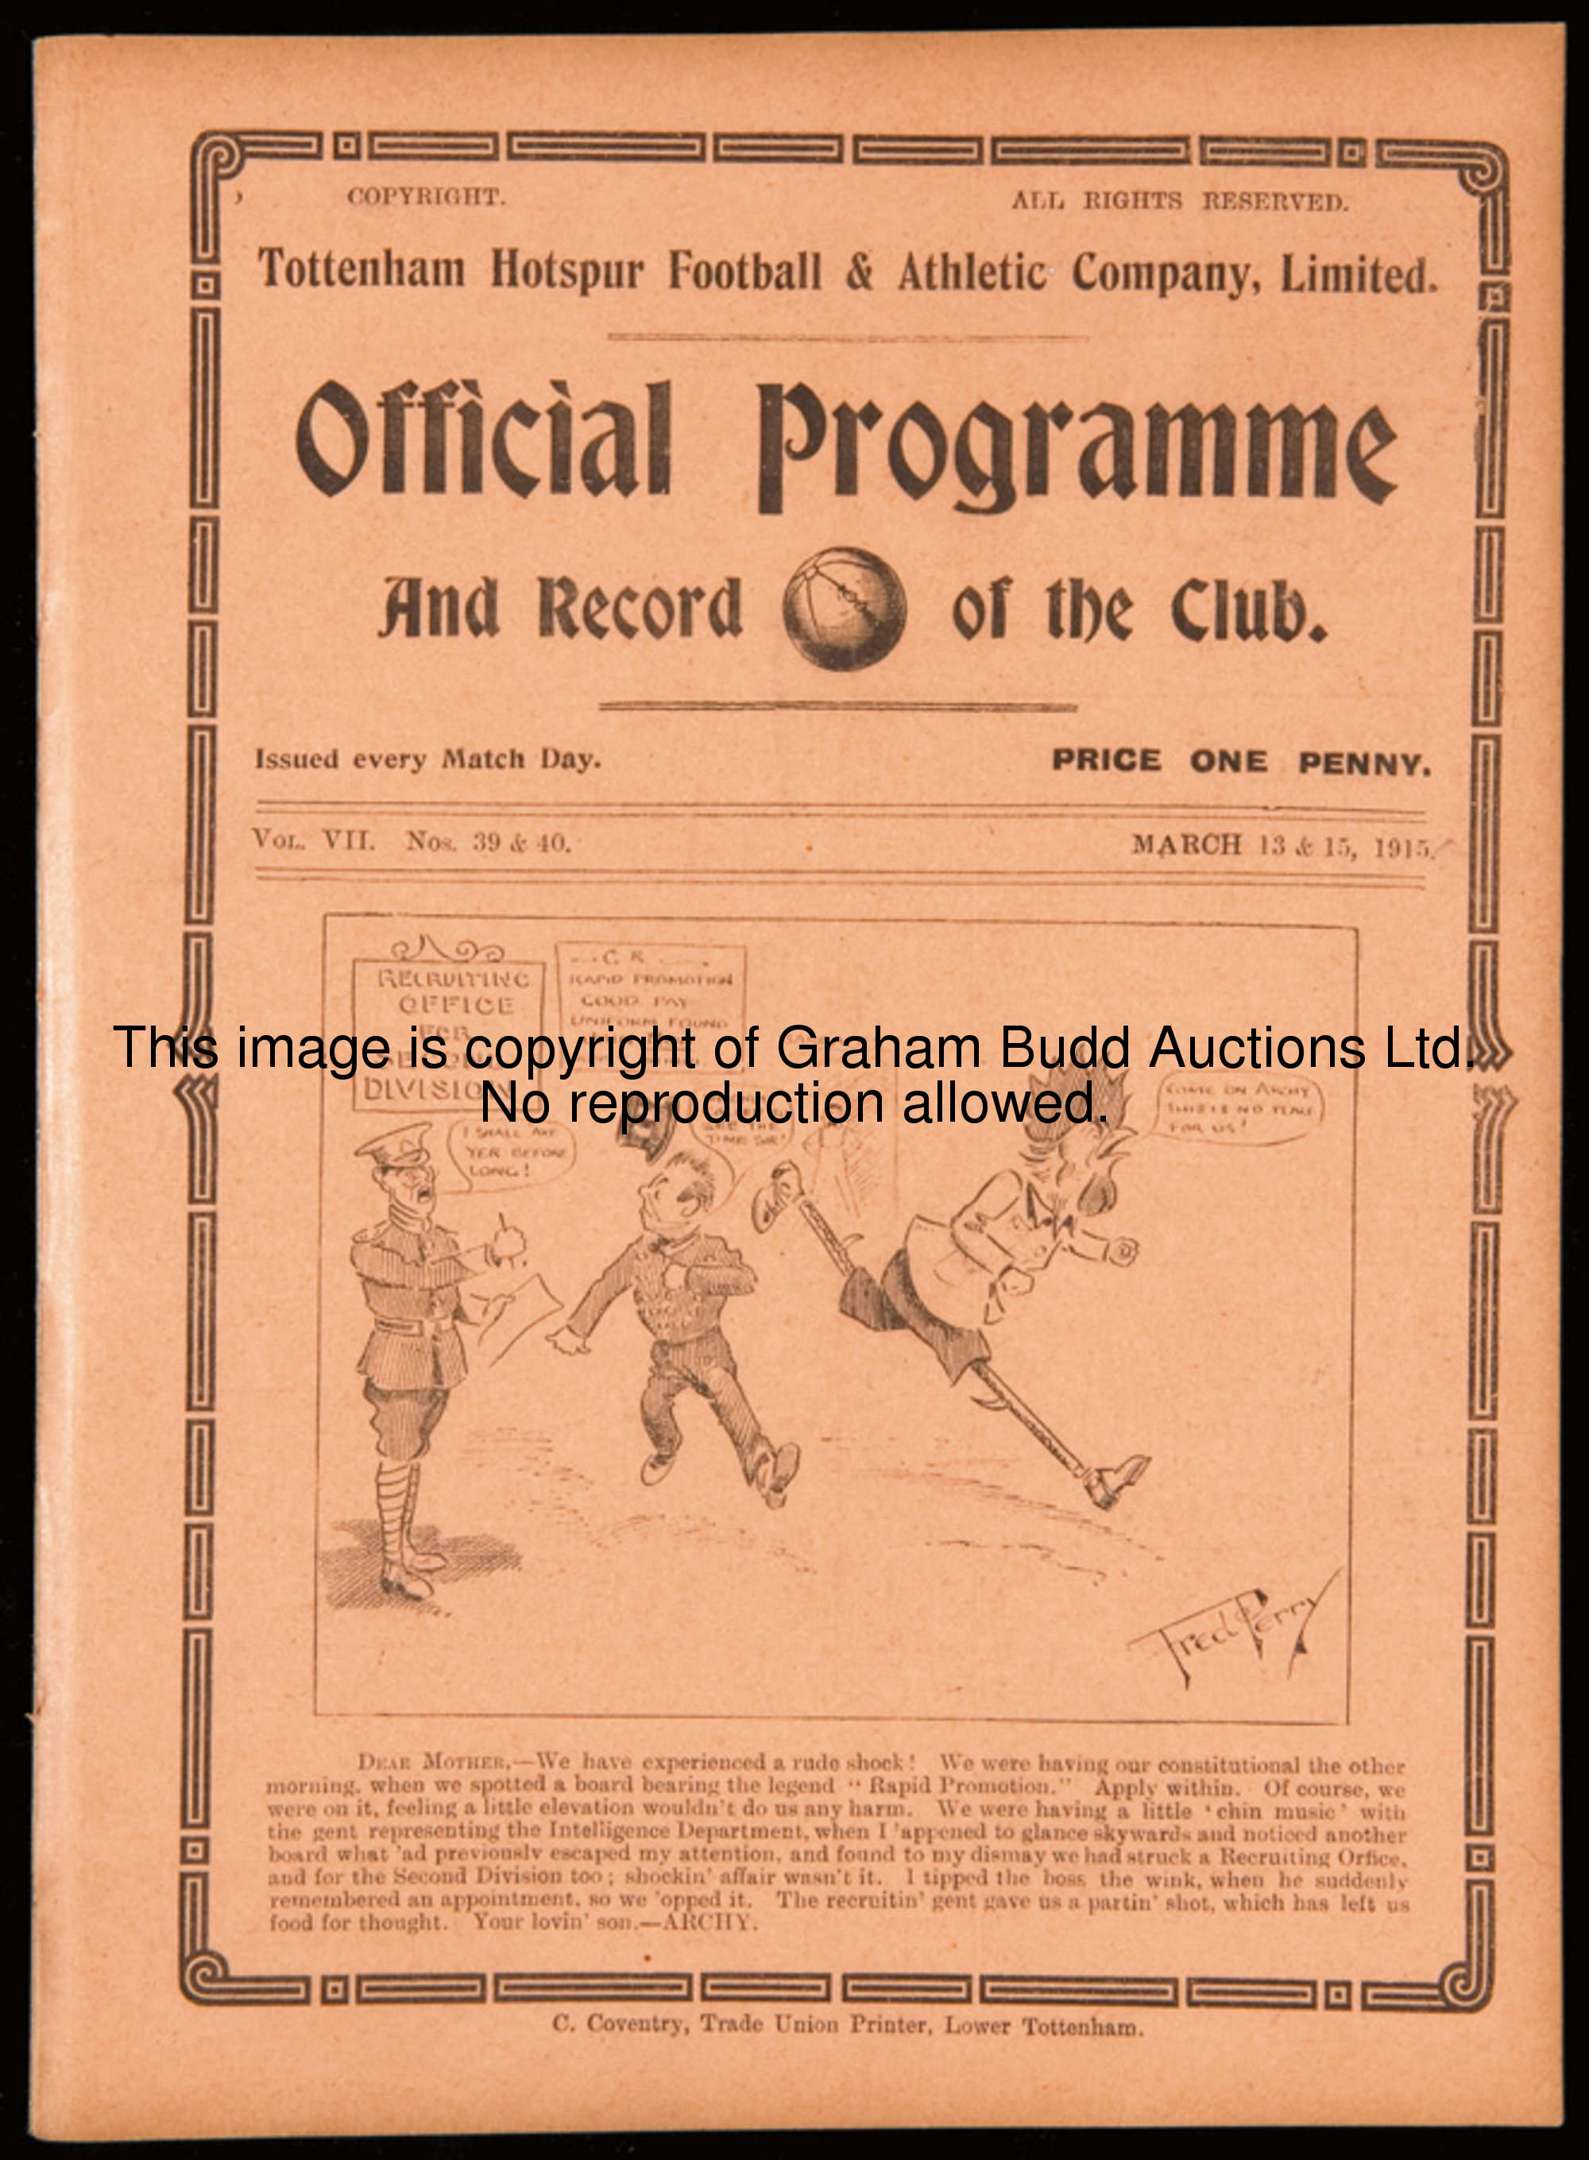 COPYRIGHT. ALL RIGHTS RESERVED.
Tottenham Hotspur Football & Athletic Company, Limited.
Official Programme
And Record of the Club.
Issued every Match Day. PRICE ONE PENNY.
VOL. VII. Nos. 39 & 40. MARCH 13 & 15, 1915.
RECRUITING
OFFICE
FOR
SECOND
DIVISION
G. R.
RAPID PROMOTION
GOOD PAY
UNIFORM FOUND
This image is copyright of Graham Budd Auctions Ltd.
No reproduction allowed.
I SHALL AVE
YER BEFORE
LONG!
TIME SIR!
COME ON ARCHY
THIS IS NO PLACE
FOR US!
Fred Perry
DEAR MOTHER,—We have experienced a rude shock! We were having our constitutional the other
morning, when we spotted a board bearing the legend "Rapid Promotion." Apply within. Of course, we
were on it, feeling a little elevation wouldn't do us any harm. We were having a little 'chin music' with
the gent representing the Intelligence Department, when I 'appened to glance skywards and noticed another
board what 'ad previously escaped my attention, and found to my dismay we had struck a Recruiting Orfice,
and for the Second Division too; shockin' affair wasn't it. I tipped the boss the wink, when he suddenly
remembered an appointment, so we 'opped it. The recruitin' gent gave us a partin' shot, which has left us
food for thought. Your lovin' son.—ARCHY.
C. Coventry, Trade Union Printer, Lower Tottenham.